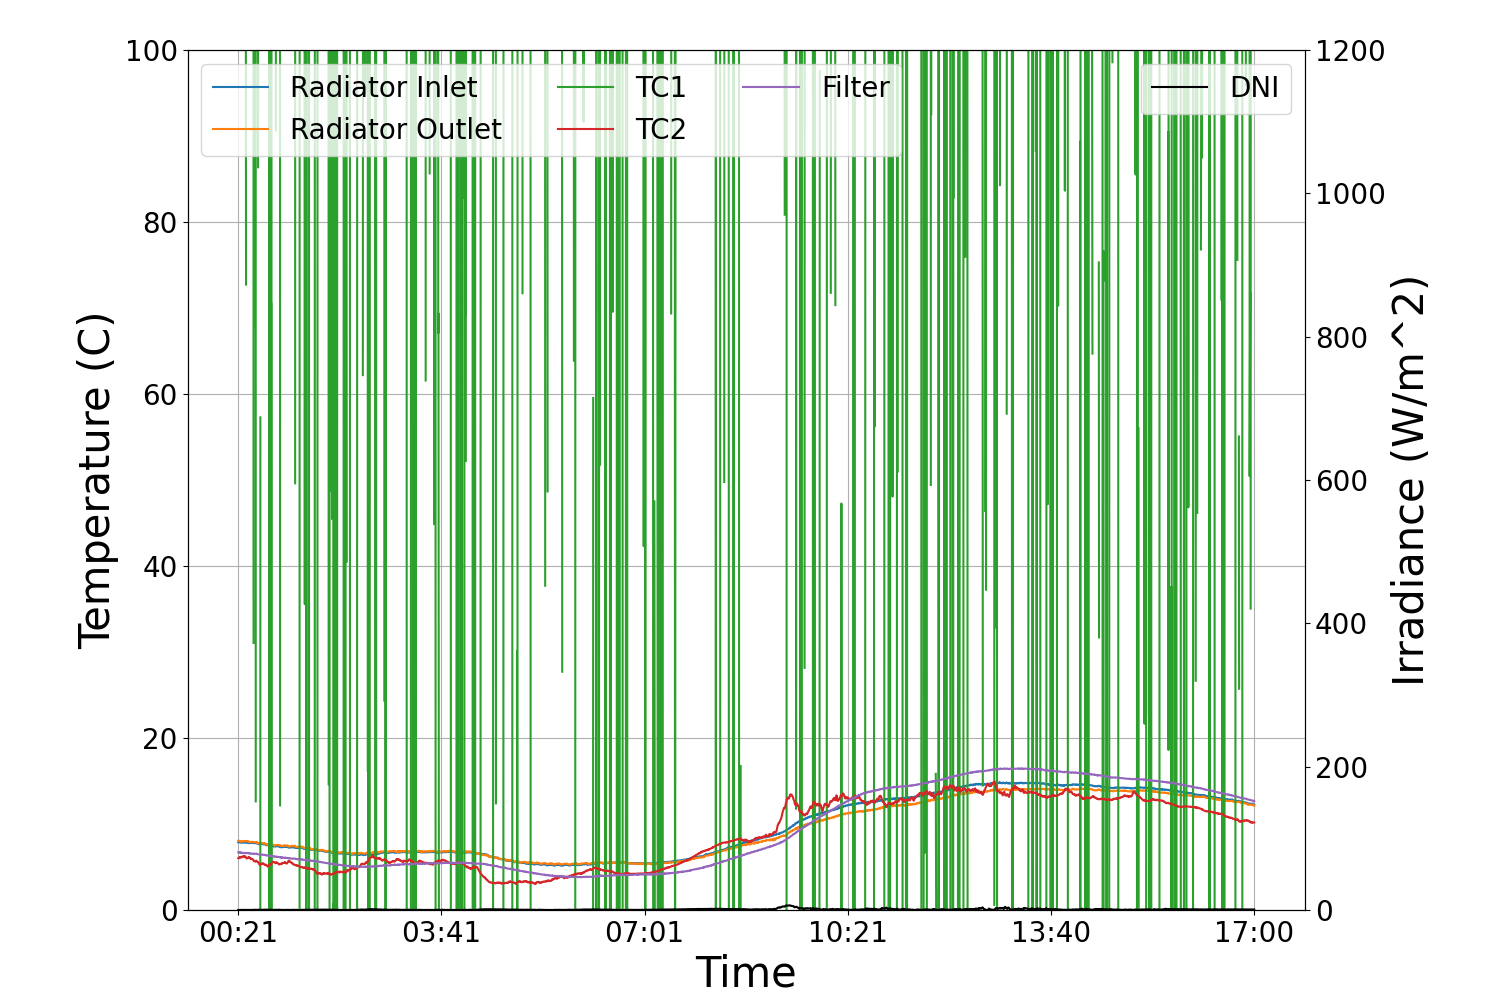 100
80
60
40
20
0
Temperature (C)
Radiator Inlet
Radiator Outlet
TC1
TC2
Filter
DNI
1200
1000
800
600
400
200
0
Irradiance (W/m^2)
00:21 03:41 07:01 10:21 13:40 17:00
Time